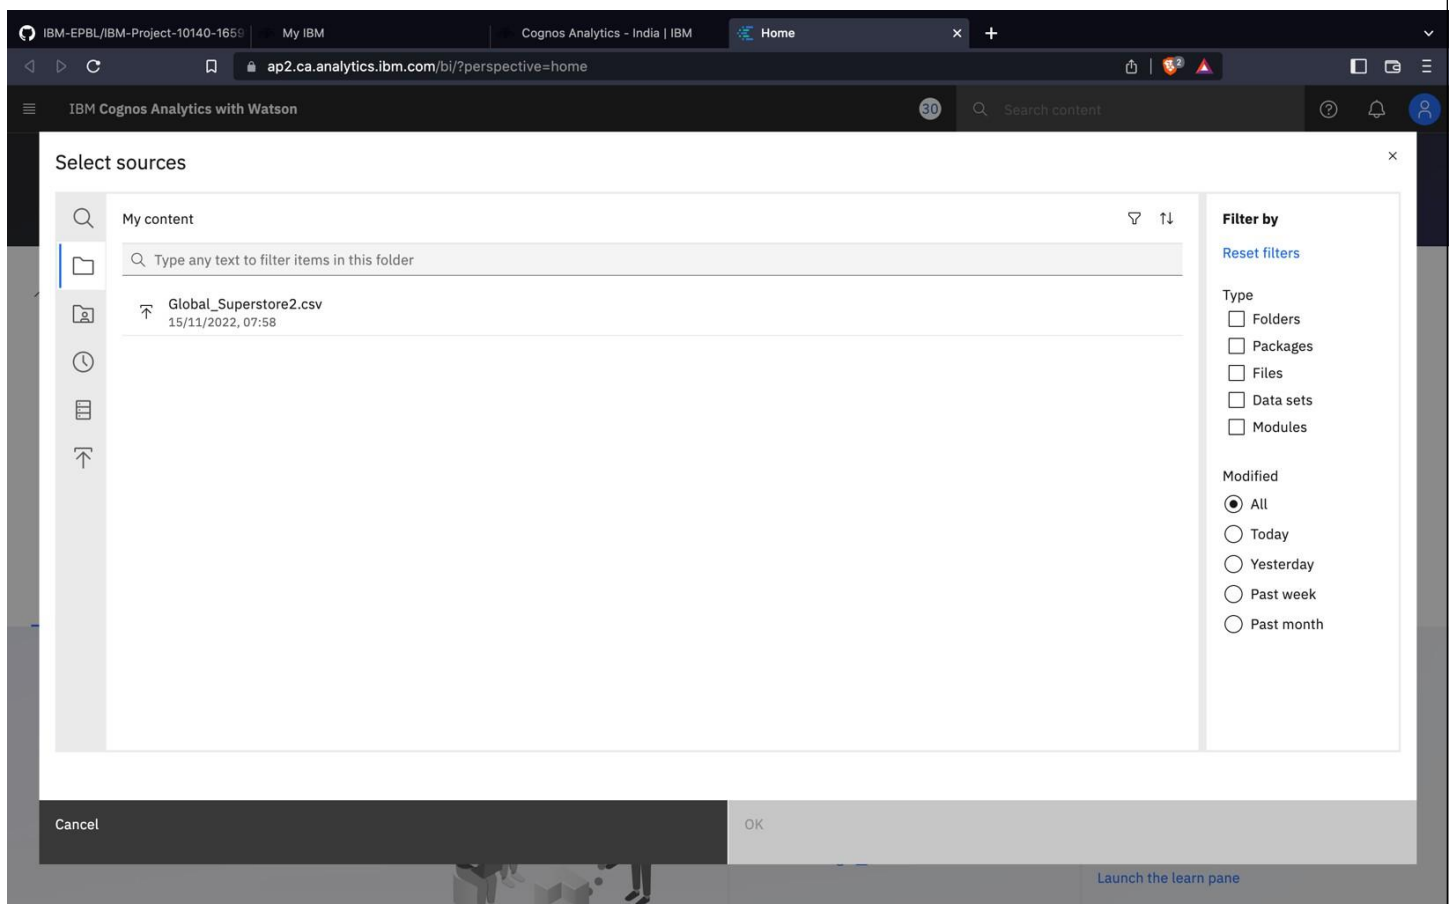 IBM-EPBL/IBM-Project-10140-1659
My IBM
Cognos Analytics - India | IBM
Home
ap2.ca.analytics.ibm.com/bi/?perspective=home
2
IBM Cognos Analytics with Watson
30
Search content
Select sources
My content
Type any text to filter items in this folder
Global_Superstore2.csv
15/11/2022, 07:58
Filter by
Reset filters
Type
Folders
Packages
Files
Data sets
Modules
Modified
All
Today
Yesterday
Past week
Past month
Cancel
OK
Launch the learn pane